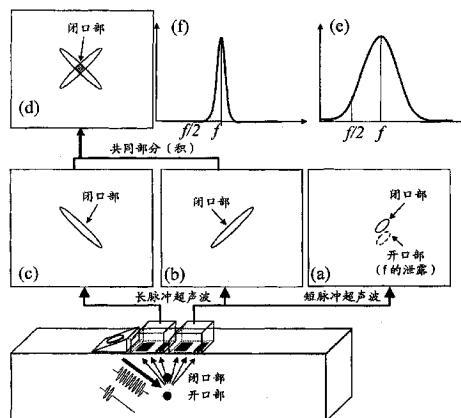 闭口部
(d)
(f)
f/2 f
(e)
f/2 f
共同部分（积）
闭口部
(c)
闭口部
(b)
闭口部
开口部
(f的泄露)
(a)
长脉冲超声波
短脉冲超声波
闭口部
开口部